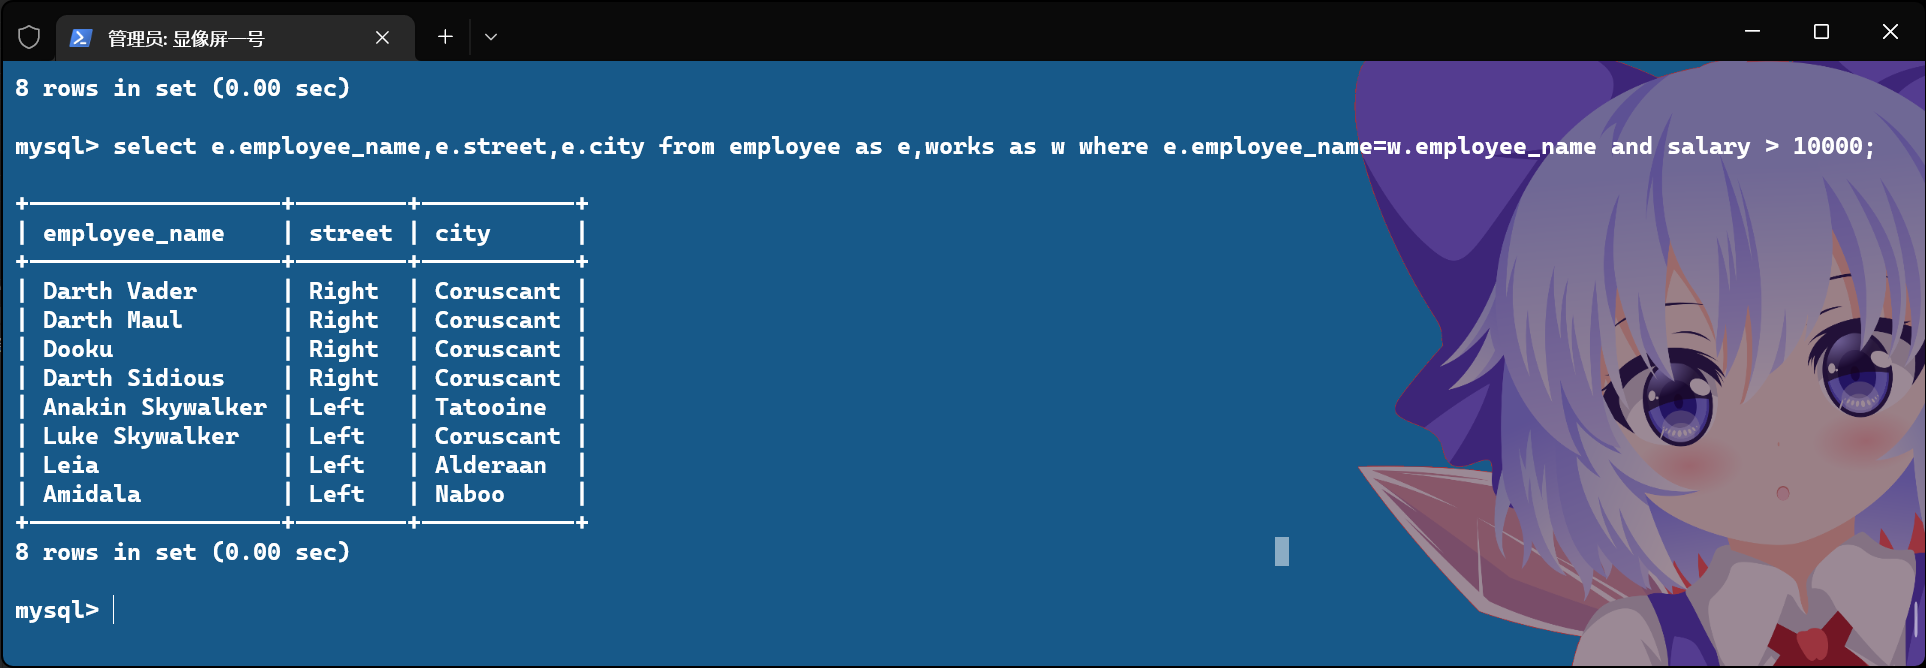 管理员: 显像屏一号
8 rows in set (0.00 sec)
mysql> select e.employee_name,e.street,e.city from employee as e,works as w where e.employee_name=w.employee_name and salary > 10000;
+------------------+--------+-----------+
| employee_name    | street | city      |
+------------------+--------+-----------+
| Darth Vader      | Right  | Coruscant |
| Darth Maul       | Right  | Coruscant |
| Dooku            | Right  | Coruscant |
| Darth Sidious    | Right  | Coruscant |
| Anakin Skywalker | Left   | Tatooine  |
| Luke Skywalker   | Left   | Coruscant |
| Leia             | Left   | Alderaan  |
| Amidala          | Left   | Naboo     |
+------------------+--------+-----------+
8 rows in set (0.00 sec)
mysql>